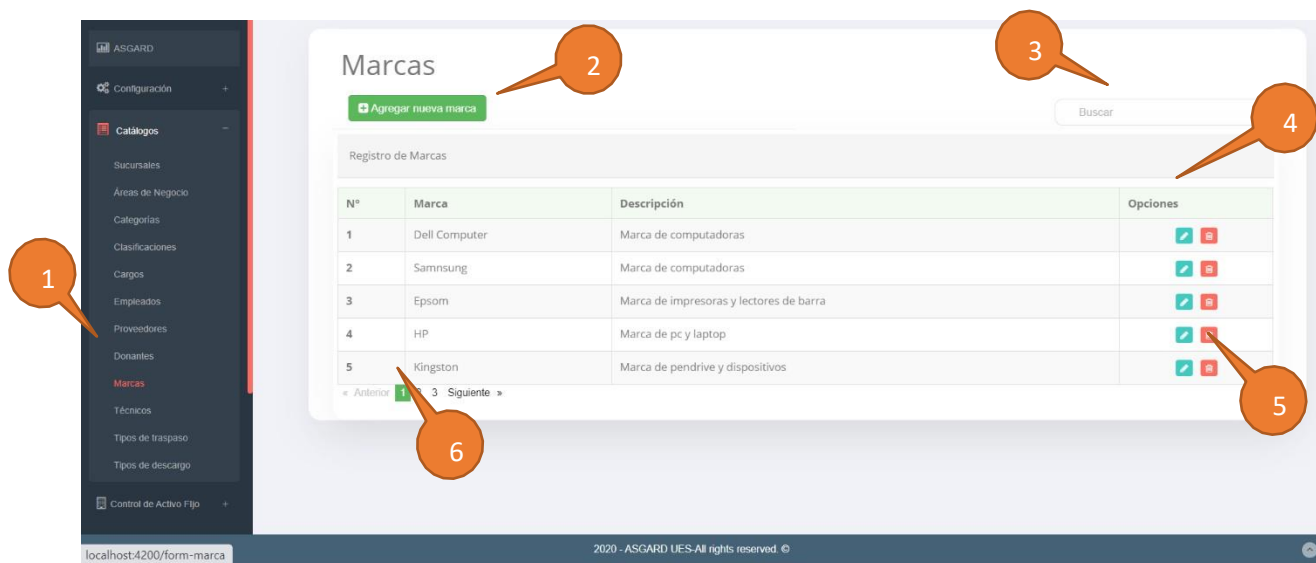 ASGARD
Configuración +
Catálogos −
Sucursales
Áreas de Negocio
Categorías
Clasificaciones
Cargos
Empleados
Proveedores
Donantes
Marcas
Técnicos
Tipos de traspaso
Tipos de descargo
Control de Activo Fijo +
localhost:4200/form-marca
1
Marcas
2
3
Agregar nueva marca
Buscar
4
Registro de Marcas
N° Marca Descripción Opciones
1 Dell Computer Marca de computadoras
2 Samnsung Marca de computadoras
3 Epsom Marca de impresoras y lectores de barra
4 HP Marca de pc y laptop
5 Kingston Marca de pendrive y dispositivos
« Anterior 1 3 Siguiente »
5
6
2020 - ASGARD UES-All rights reserved. ©